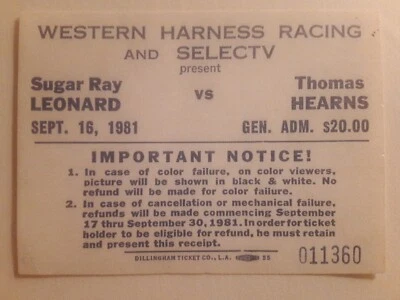 WESTERN HARNESS RACING
AND SELECTV
present
Sugar Ray LEONARD
vs
Thomas HEARNS
SEPT. 16, 1981 GEN. ADM. $20.00
IMPORTANT NOTICE!
1. In case of color failure, on color viewers,
picture will be shown in black & white. No
refund will be made for color failure.
2. In case of cancellation or mechanical failure,
refunds will be made commencing September
17 thru September 30, 1981. In order for ticket
holder to be eligible for refund, he must retain
and present this receipt.
DILLINGHAM TICKET CO., L.A.
011360